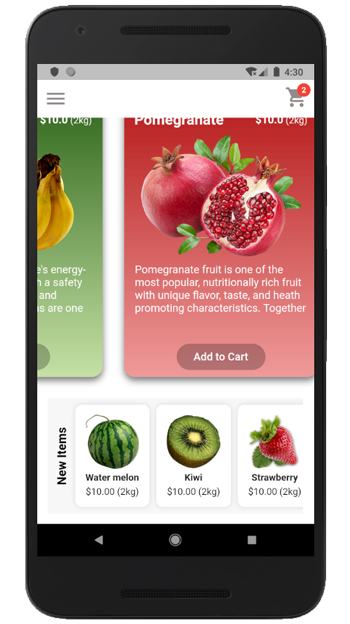 4:30
2
$10.0 (2kg)
Pomegranate $10.0 (2kg)
e's energy-
h a safety
and
ns are one
Pomegranate fruit is one of the
most popular, nutritionally rich fruit
with unique flavor, taste, and heath
promoting characteristics. Together
Add to Cart
New Items
Water melon
$10.00 (2kg)
Kiwi
$10.00 (2kg)
Strawberry
$10.00 (2kg)